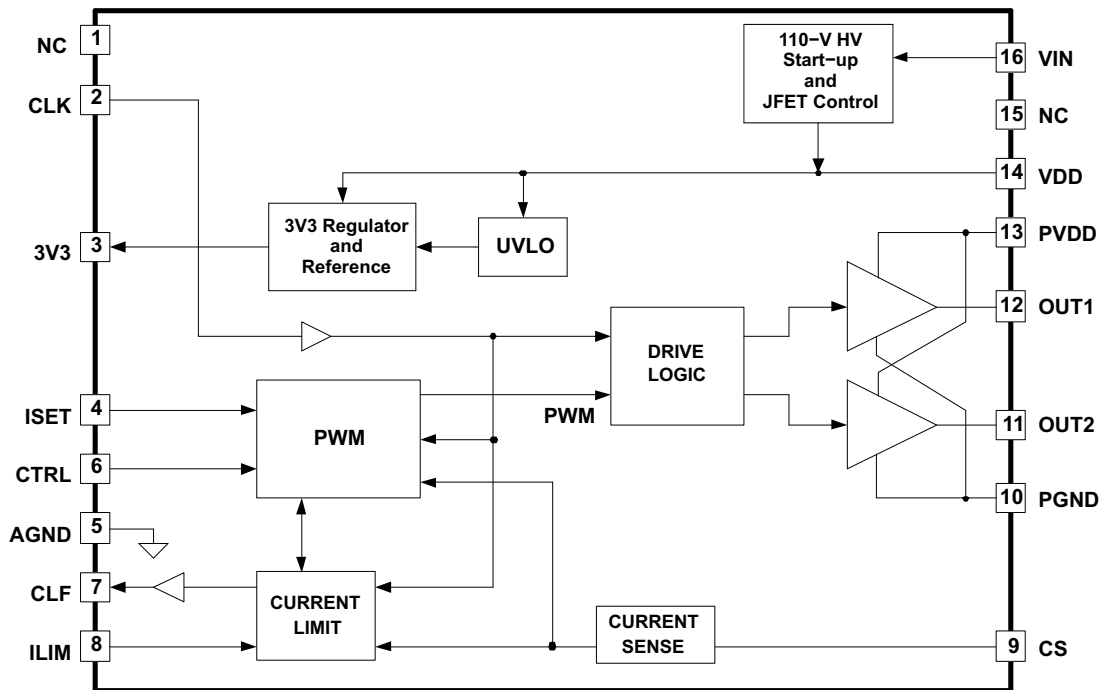 NC
1
CLK
2
3V3
3
ISET
4
CTRL
6
AGND
5
CLF
7
ILIM
8
110−V HV
Start−up
and
JFET Control
3V3 Regulator
and
Reference
UVLO
DRIVE
LOGIC
PWM
PWM
CURRENT
LIMIT
CURRENT
SENSE
16
VIN
15
NC
14
VDD
13
PVDD
12
OUT1
11
OUT2
10
PGND
9
CS